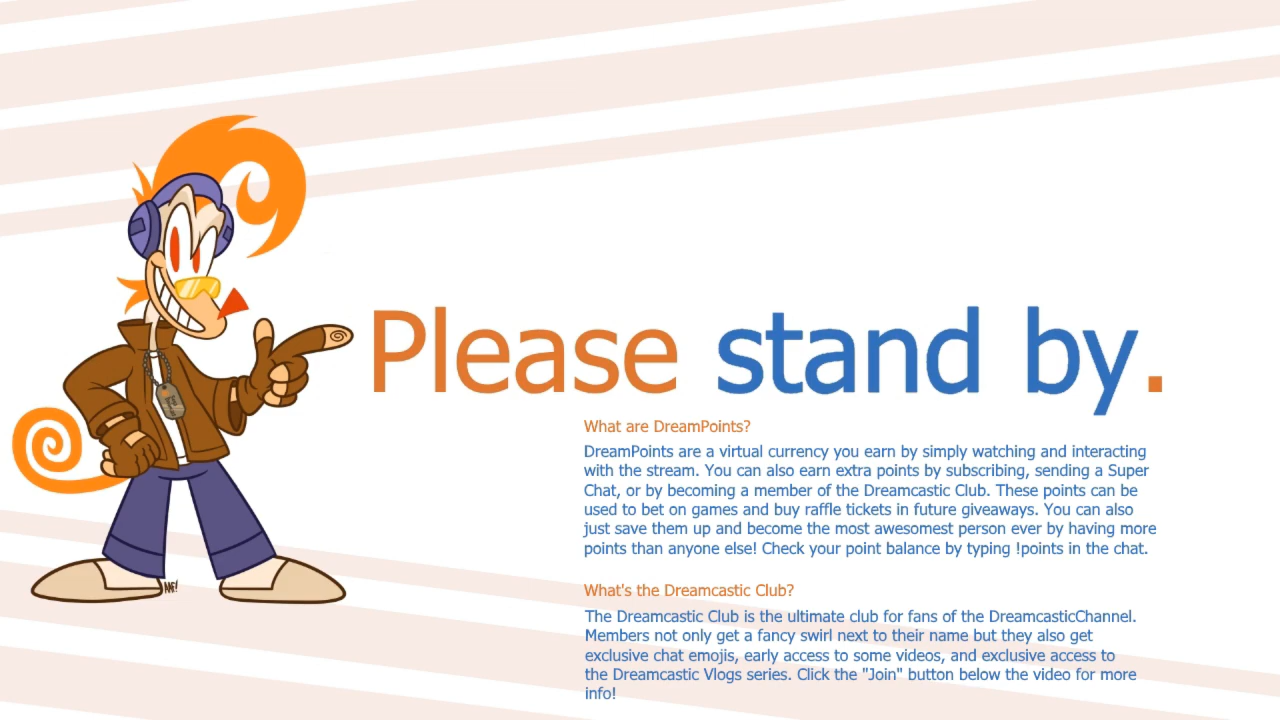 Please stand by.
What are DreamPoints?
DreamPoints are a virtual currency you earn by simply watching and interacting
with the stream. You can also earn extra points by subscribing, sending a Super
Chat, or by becoming a member of the Dreamcastic Club. These points can be
used to bet on games and buy raffle tickets in future giveaways. You can also
just save them up and become the most awesomest person ever by having more
points than anyone else! Check your point balance by typing !points in the chat.
What's the Dreamcastic Club?
The Dreamcastic Club is the ultimate club for fans of the DreamcasticChannel.
Members not only get a fancy swirl next to their name but they also get
exclusive chat emojis, early access to some videos, and exclusive access to
the Dreamcastic Vlogs series. Click the "Join" button below the video for more
info!